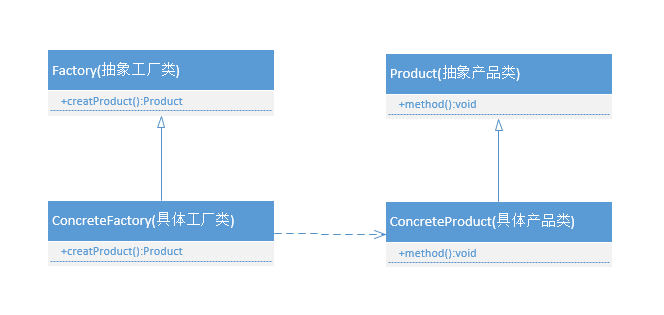 Factory(抽象工厂类)
+creatProduct():Product
Product(抽象产品类)
+method():void
ConcreteFactory(具体工厂类)
+creatProduct():Product
ConcreteProduct(具体产品类)
+method():void